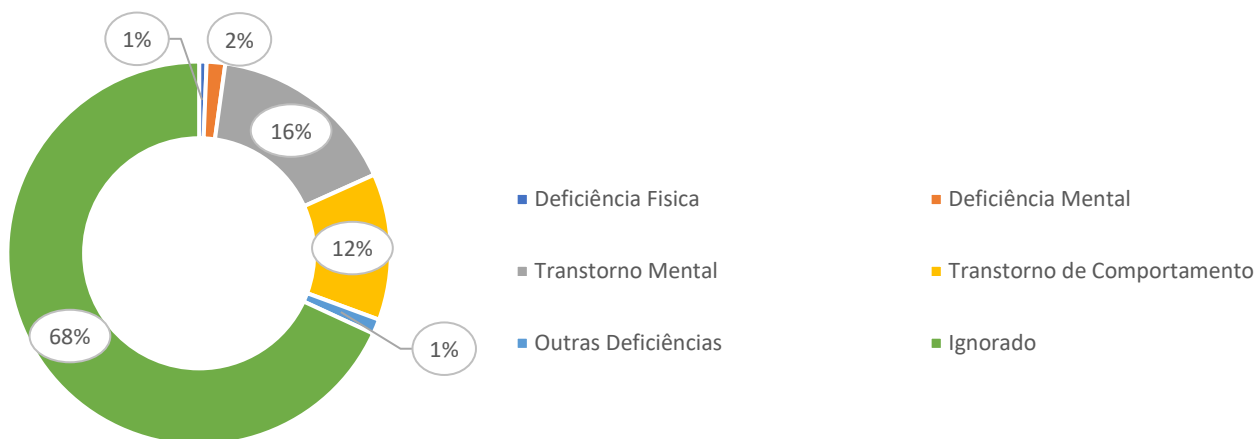 1%
2%
16%
12%
1%
68%
Deficiência Fisica
Deficiência Mental
Transtorno Mental
Transtorno de Comportamento
Outras Deficiências
Ignorado